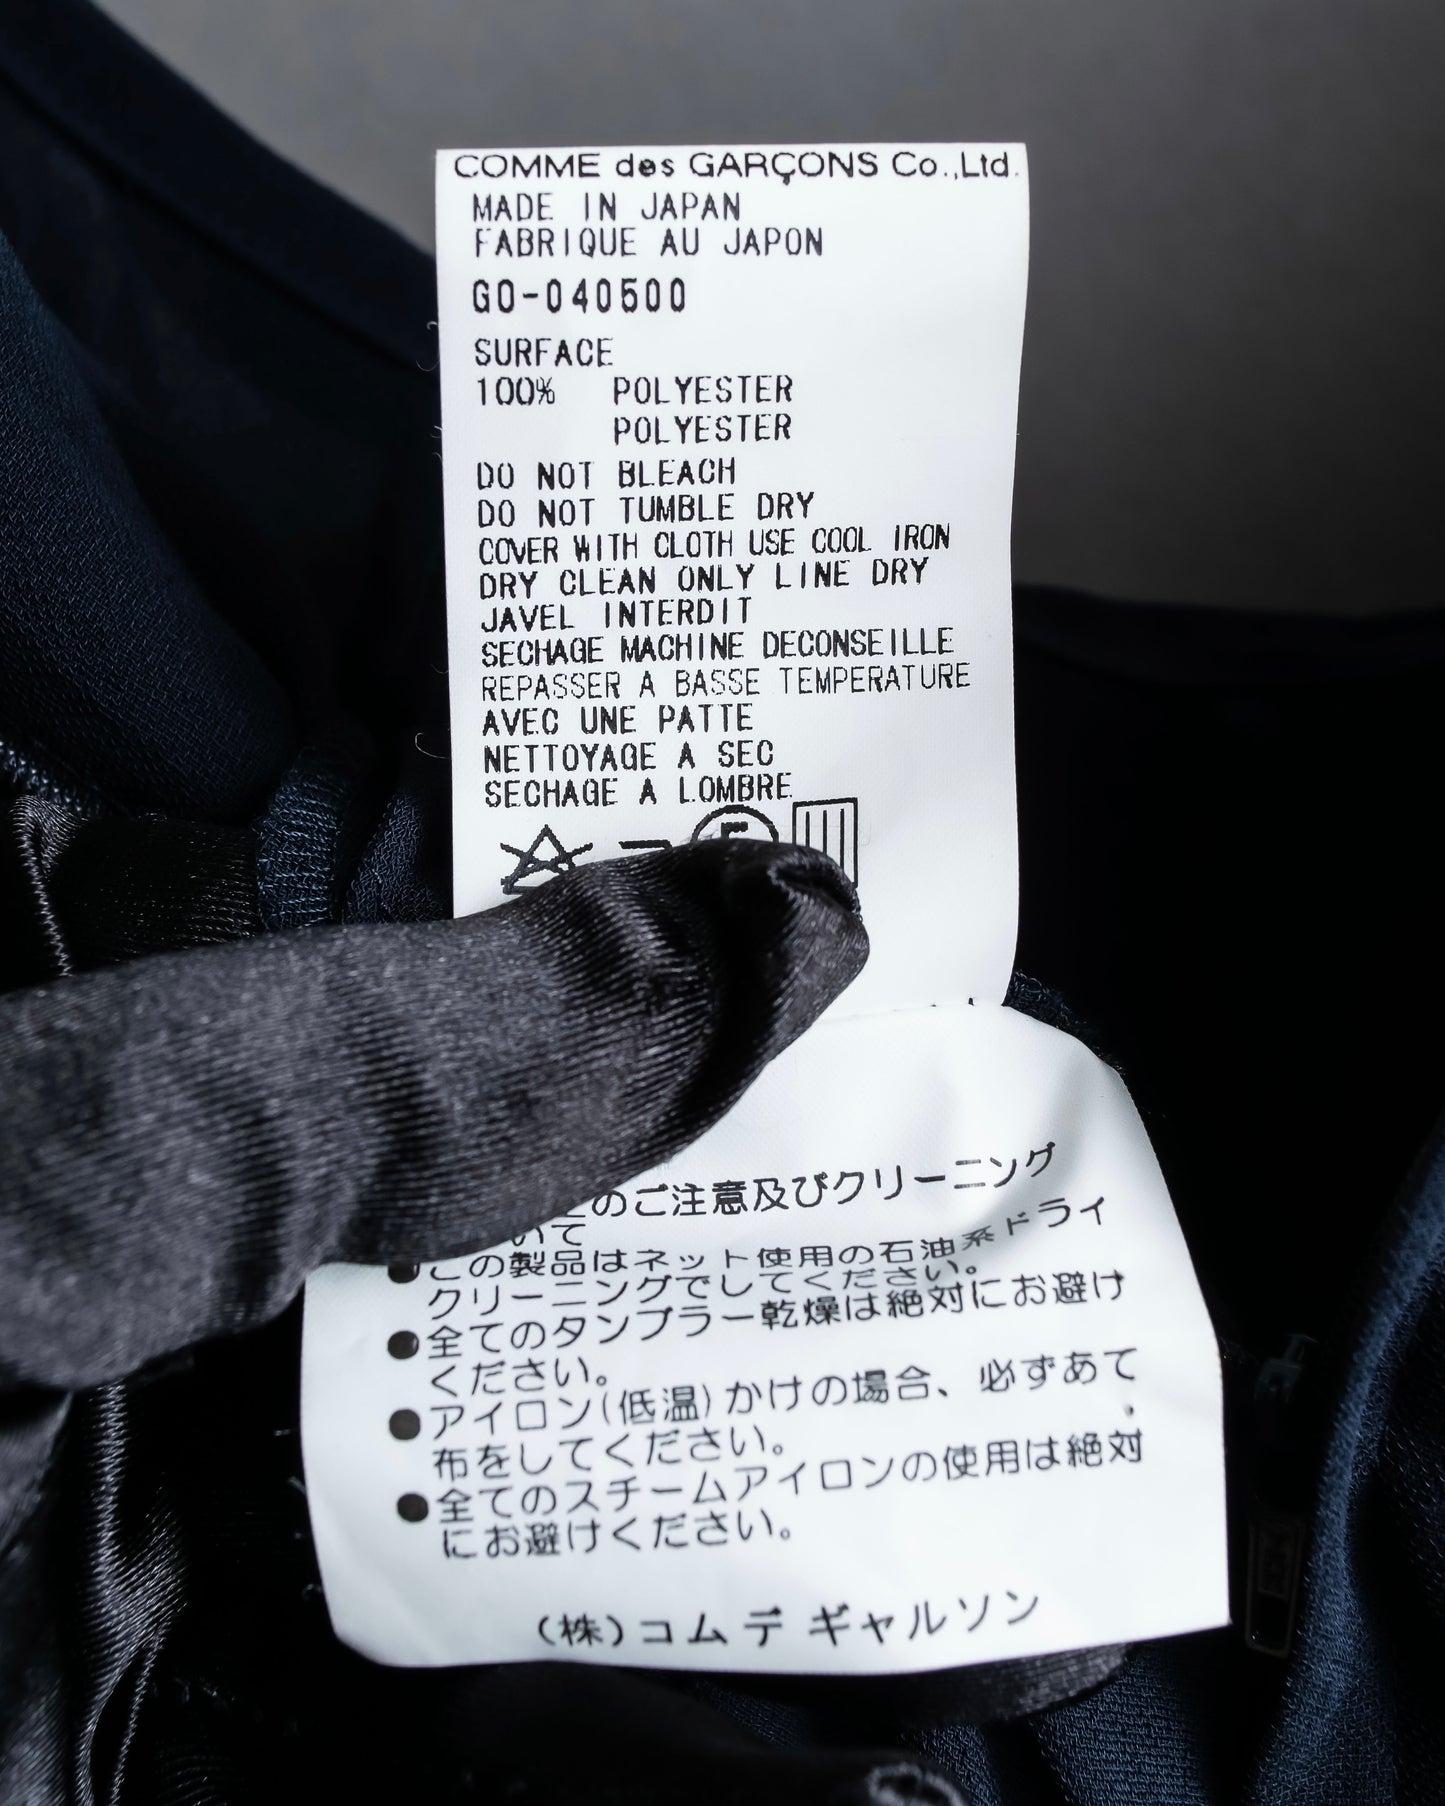 COMME des GARÇONS Co.,Ltd.
MADE IN JAPAN
FABRIQUE AU JAPON
GO-040500
SURFACE
100% POLYESTER
POLYESTER
DO NOT BLEACH
DO NOT TUMBLE DRY
COVER WITH CLOTH USE COOL IRON
DRY CLEAN ONLY LINE DRY
JAVEL INTERDIT
SECHAGE MACHINE DECONSEILLE
REPASSER A BASSE TEMPERATURE
AVEC UNE PATTE
NETTOYAGE A SEC
SECHAGE A LOMBRE
のご注意及びクリーニング
いて
●この製品はネット使用の石油系ドライ
クリーニングでしてください。
●全てのタンブラー乾燥は絶対にお避け
ください。
●アイロン(低温)かけの場合、必ずあて
布をしてください。
●全てのスチームアイロンの使用は絶対
にお避けください。
(株)コム デ ギャルソン